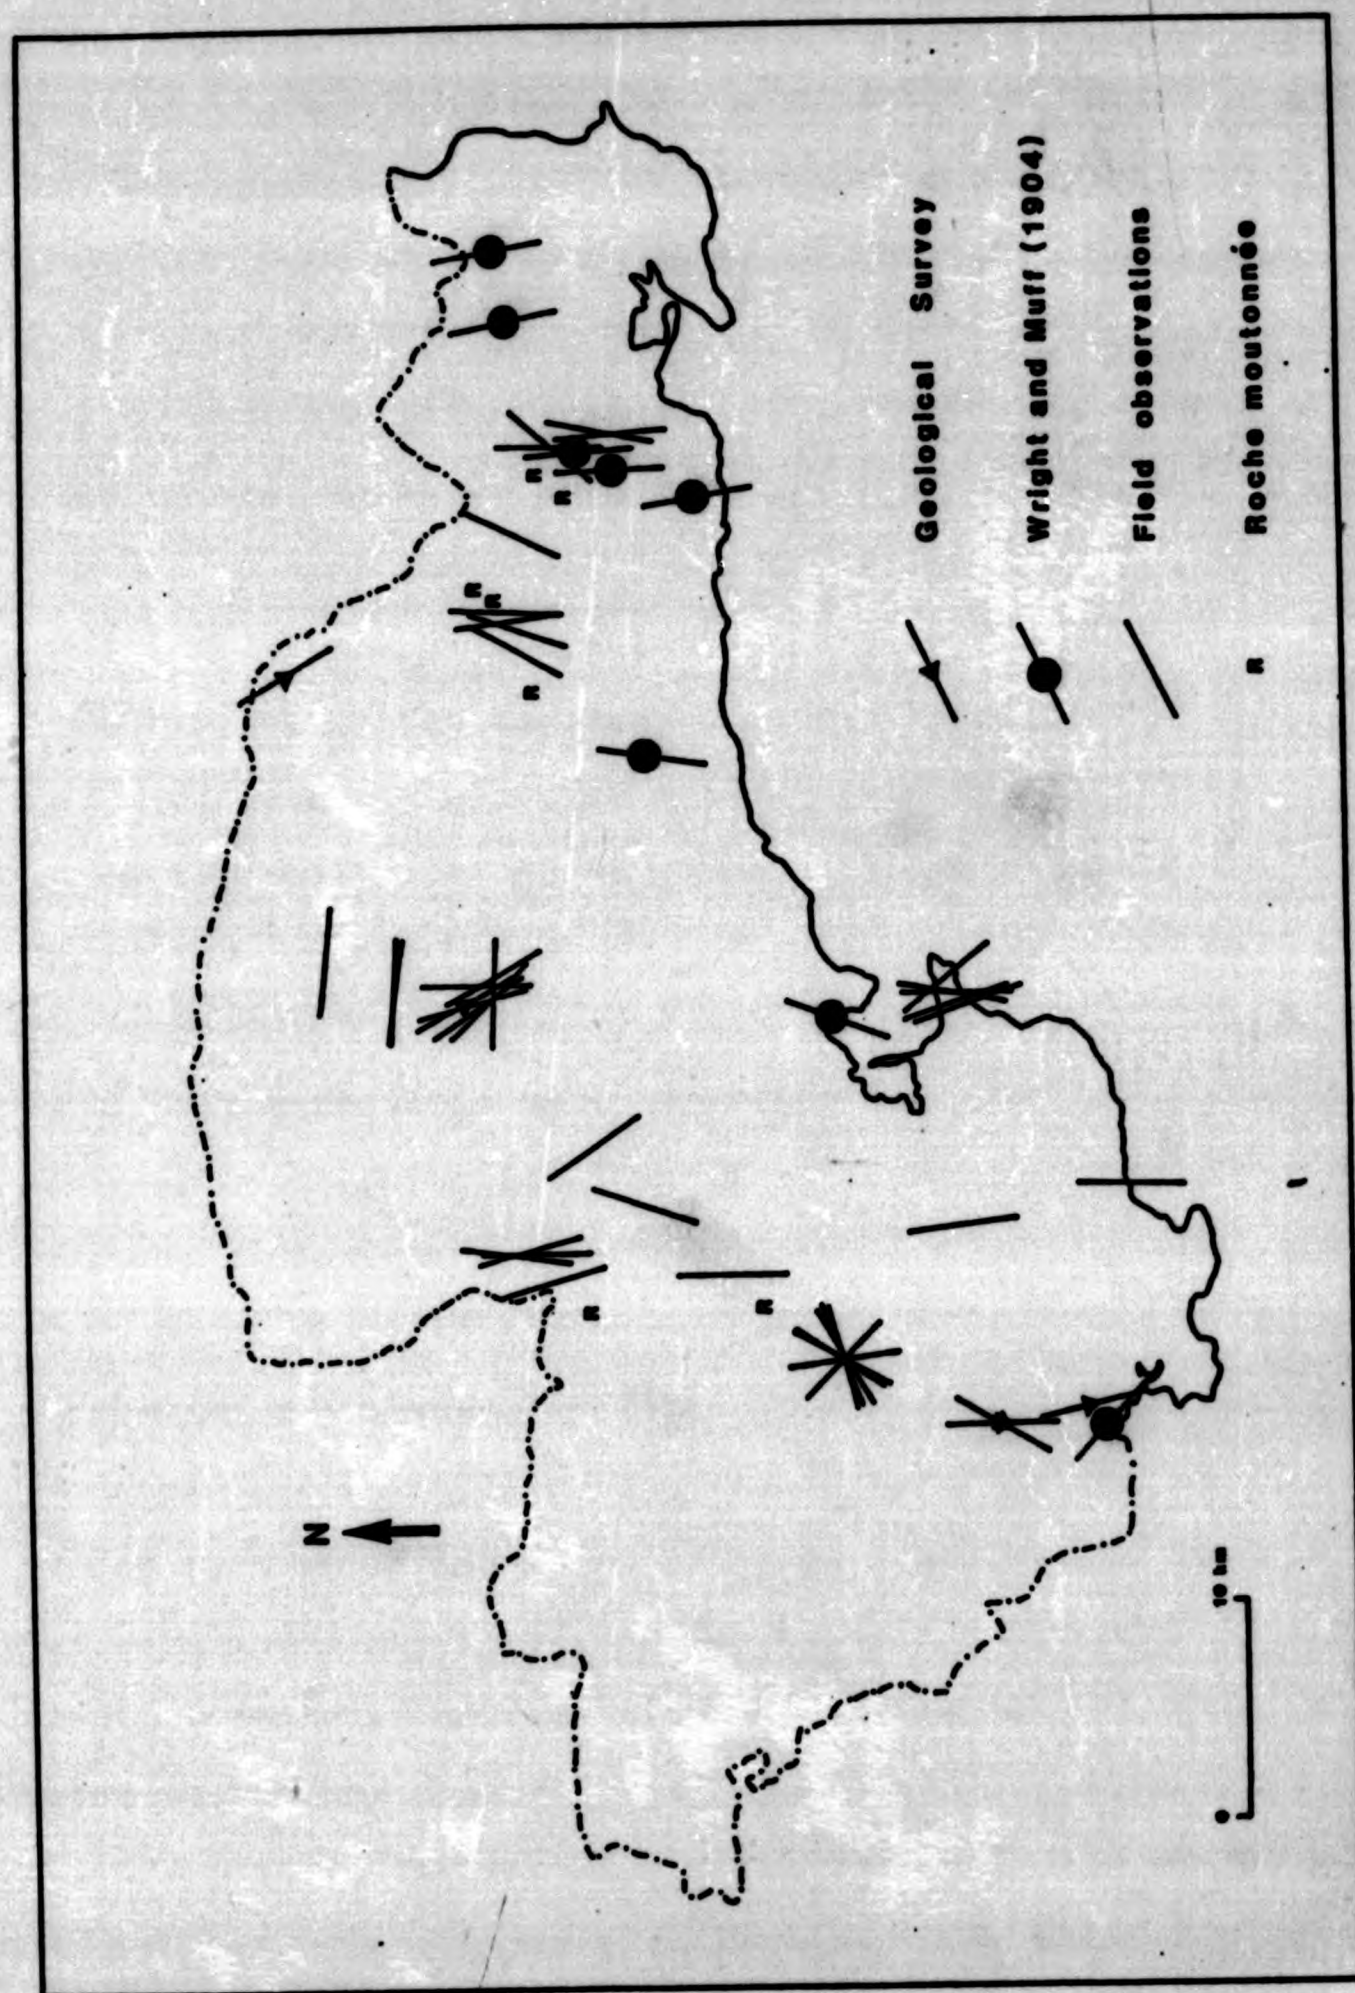 Geological Survey
Wright and Muff (1904)
Field observations
R Roche moutonnée
R
R
R
R
R
R
R
N
0 10 km